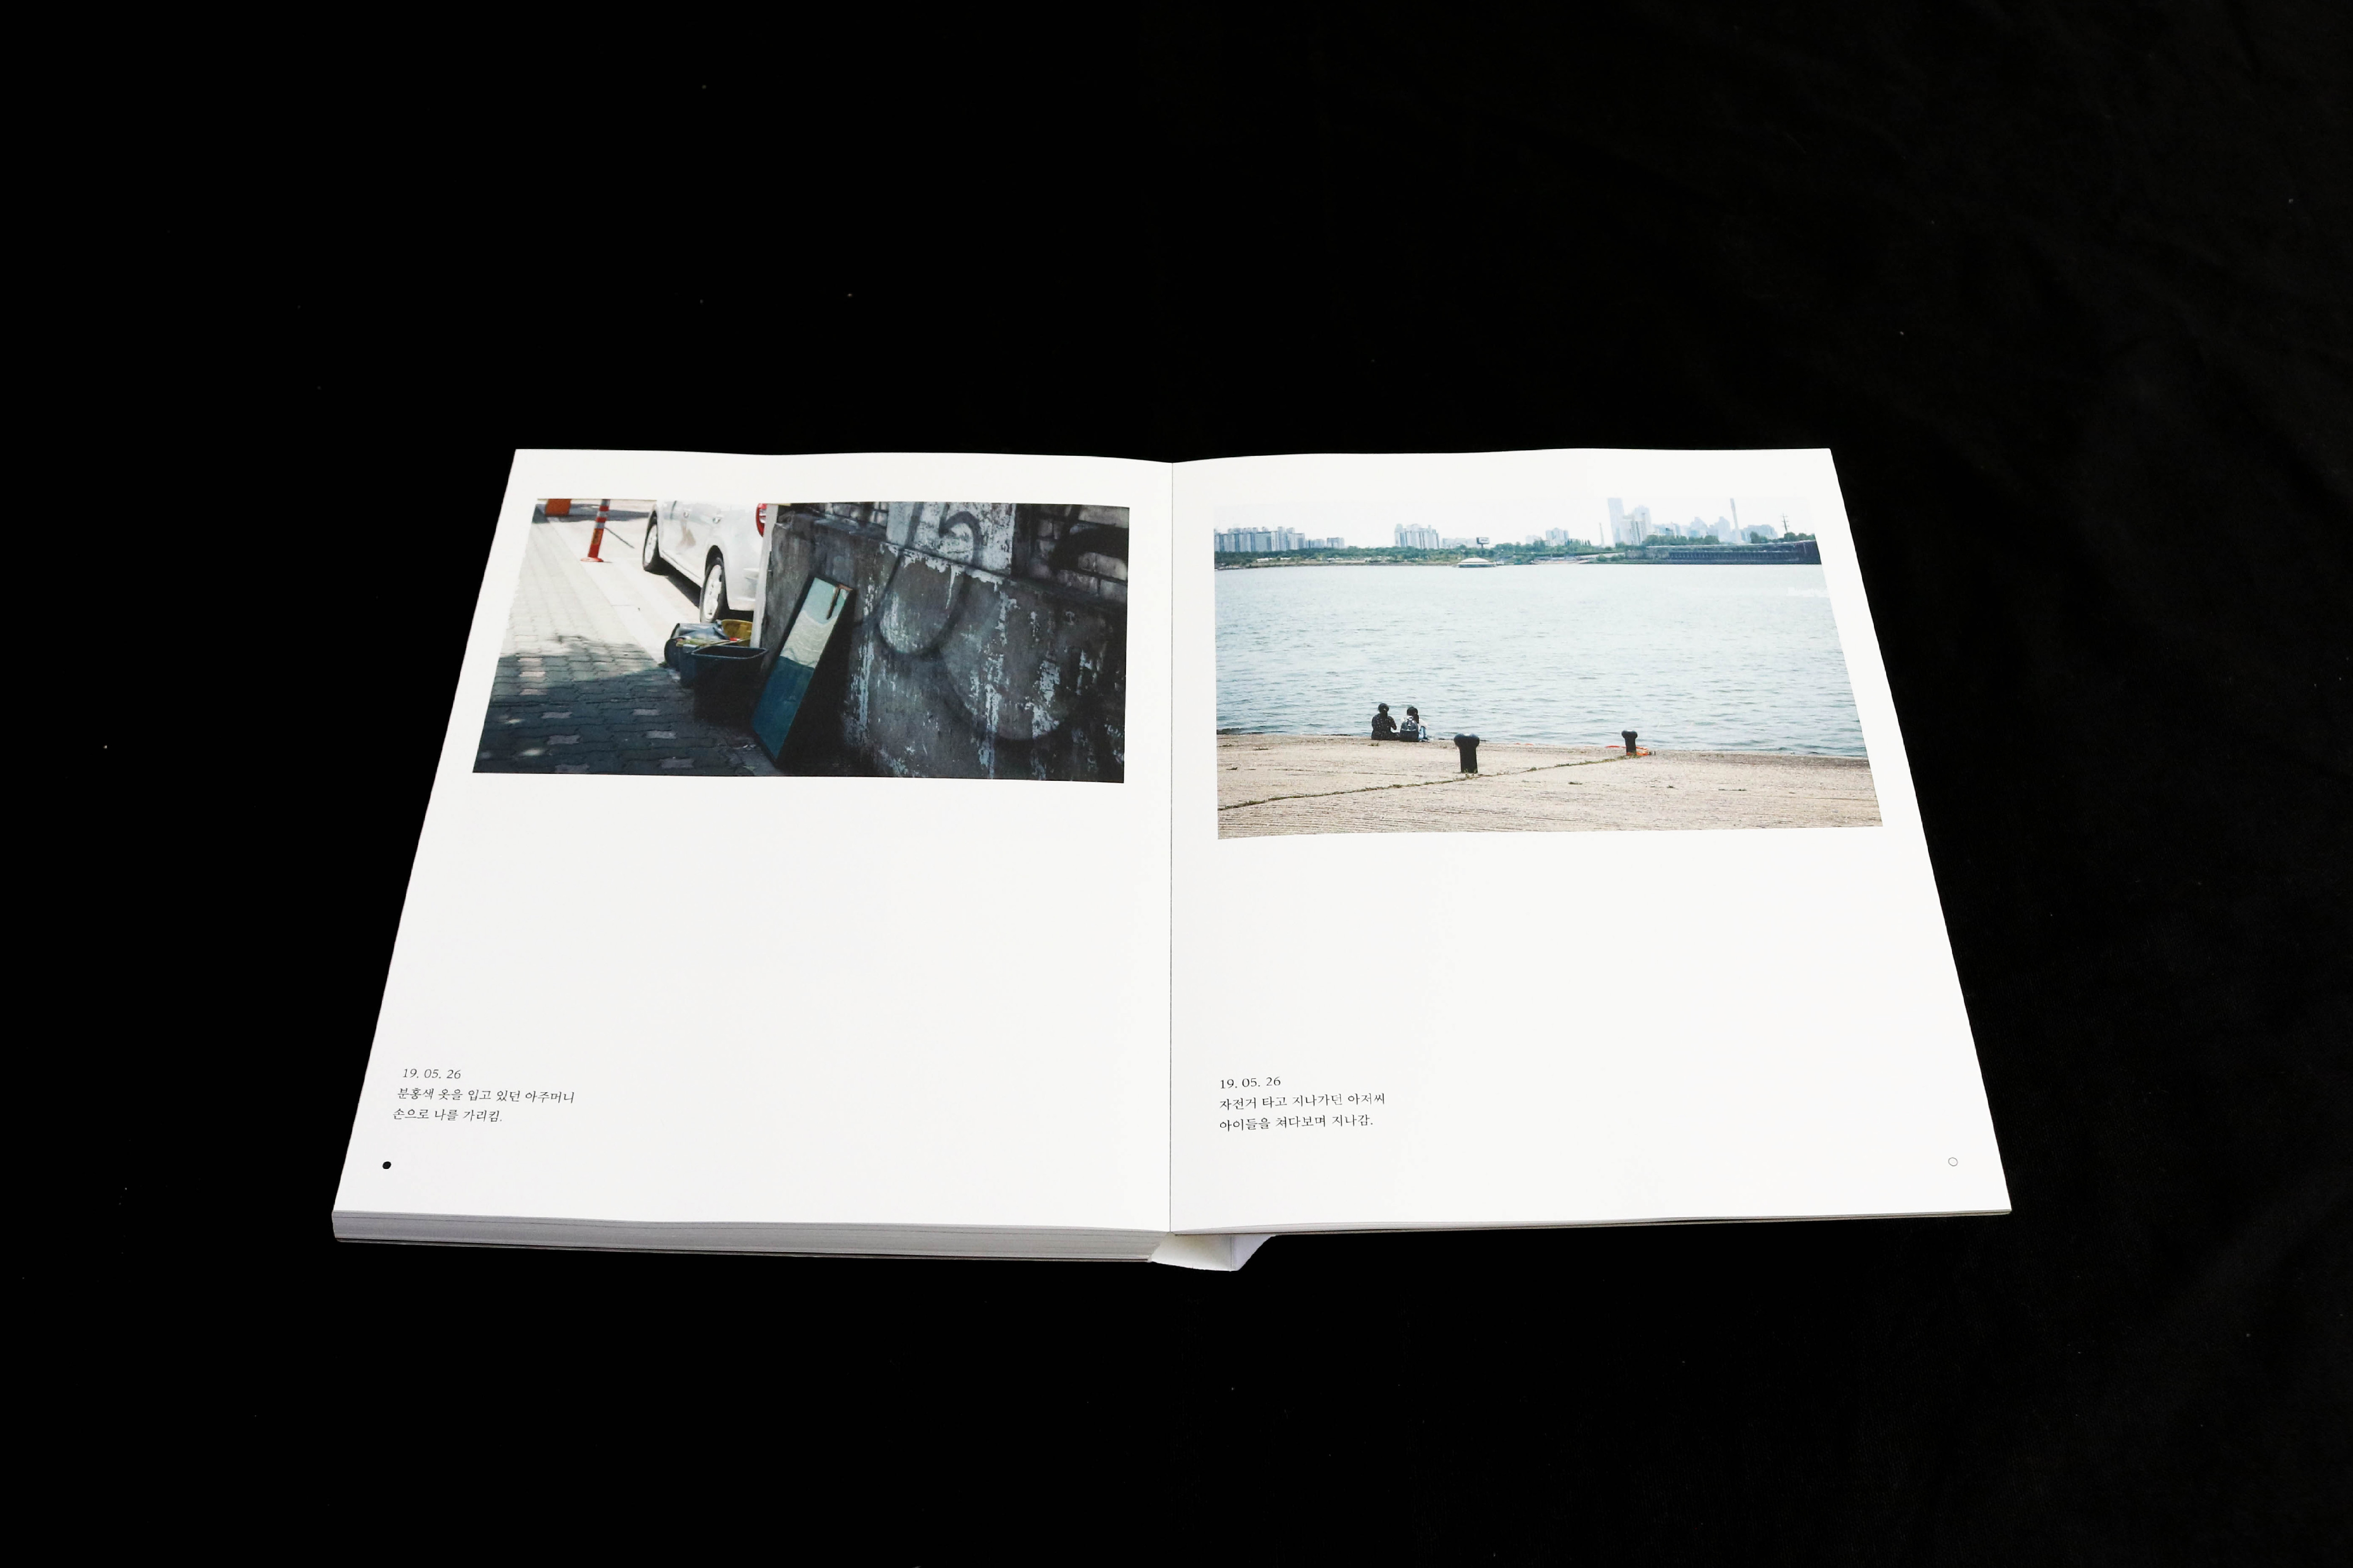 19. 05. 26
분홍색 옷을 입고 있던 아주머니
손으로 나를 가리킴.
19. 05. 26
자전거 타고 지나가던 아저씨
아이들을 쳐다보며 지나감.